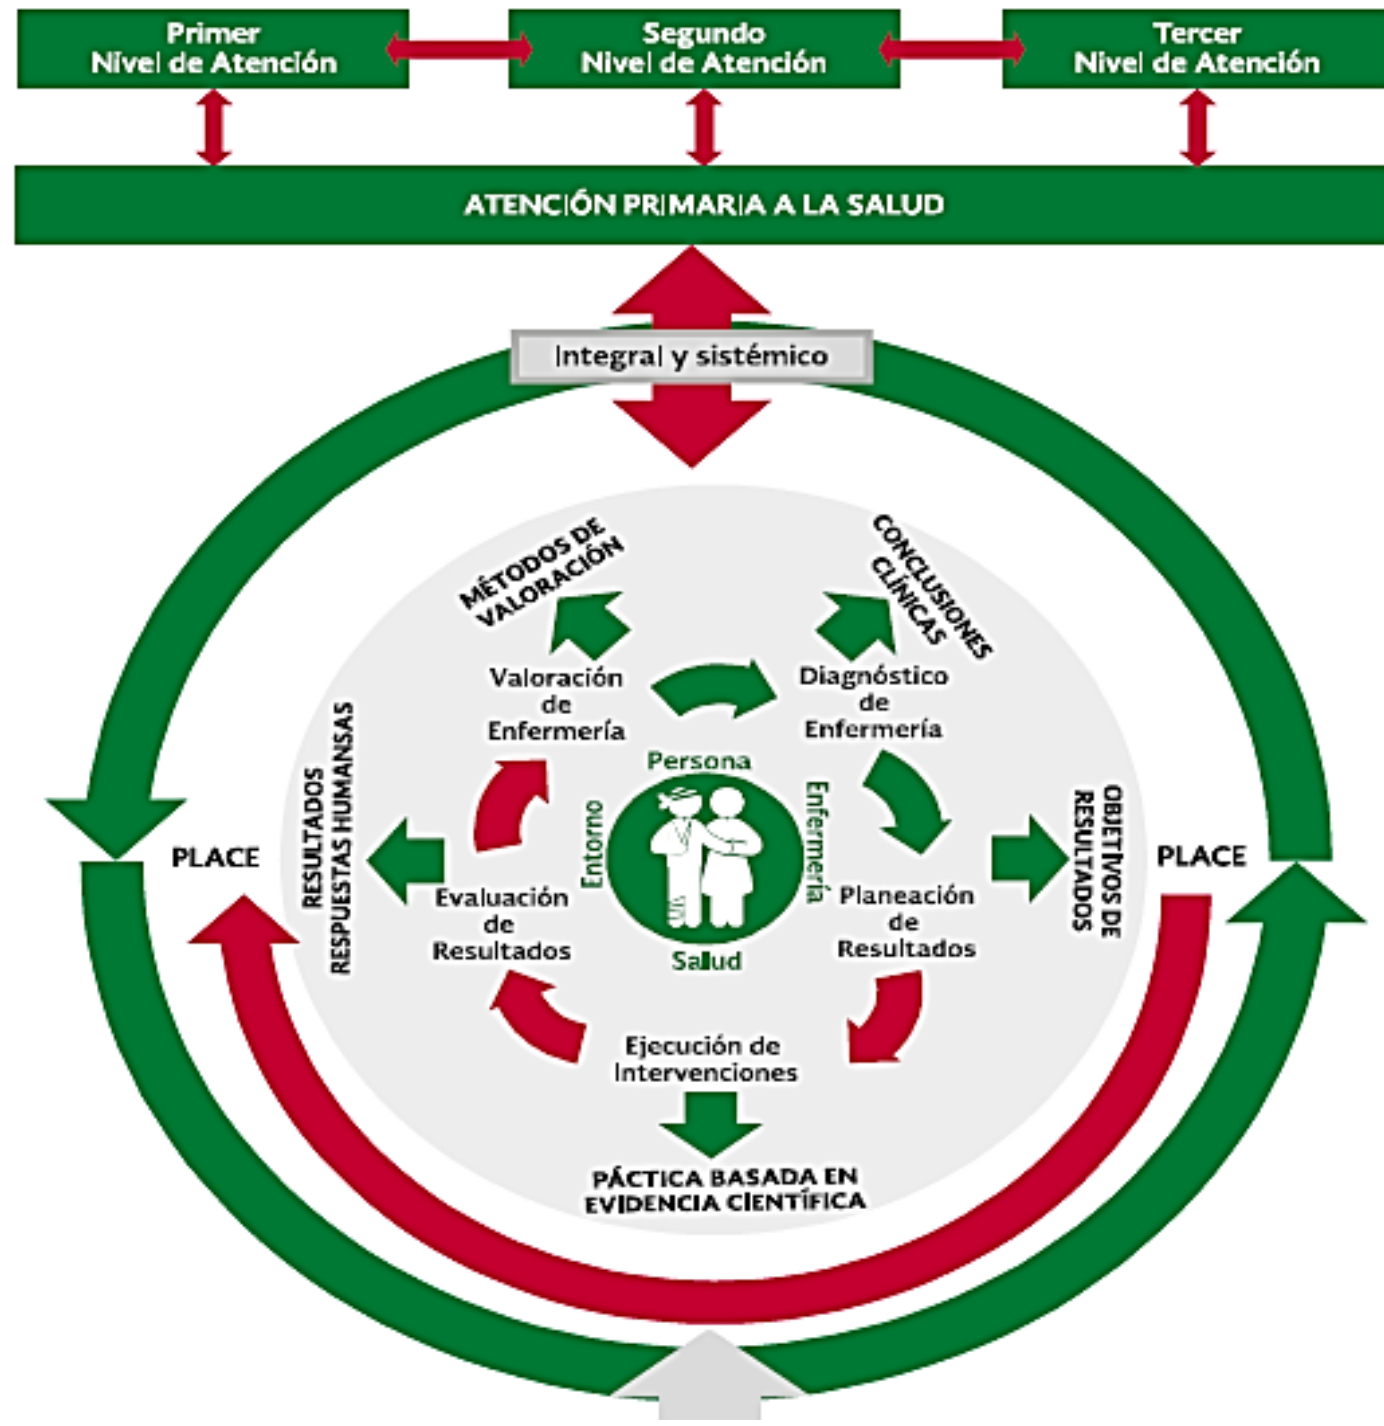 Primer
Nivel de Atención
Segundo
Nivel de Atención
Tercer
Nivel de Atención
ATENCIÓN PRIMARIA A LA SALUD
Integral y sistémico
MÉTODOS DE
VALORACIÓN
CONCLUSIONES
CLÍNICAS
Valoración
de
Enfermería
Diagnóstico
de
Enfermería
RESULTADOS
RESPUESTAS HUMANSAS
Persona
Entorno
Enfermería
Salud
OBJETIVOS DE
RESULTADOS
PLACE
PLACE
Evaluación
de
Resultados
Planeación
de
Resultados
Ejecución de
Intervenciones
PÁCTICA BASADA EN
EVIDENCIA CIENTÍFICA